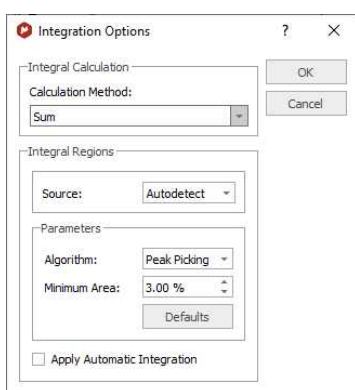 Integration Options ? X
Integral Calculation
OK
Calculation Method:
Cancel
Sum
Integral Regions
Source: Autodetect
Parameters
Algorithm: Peak Picking
Minimum Area: 3.00 %
Defaults
Apply Automatic Integration